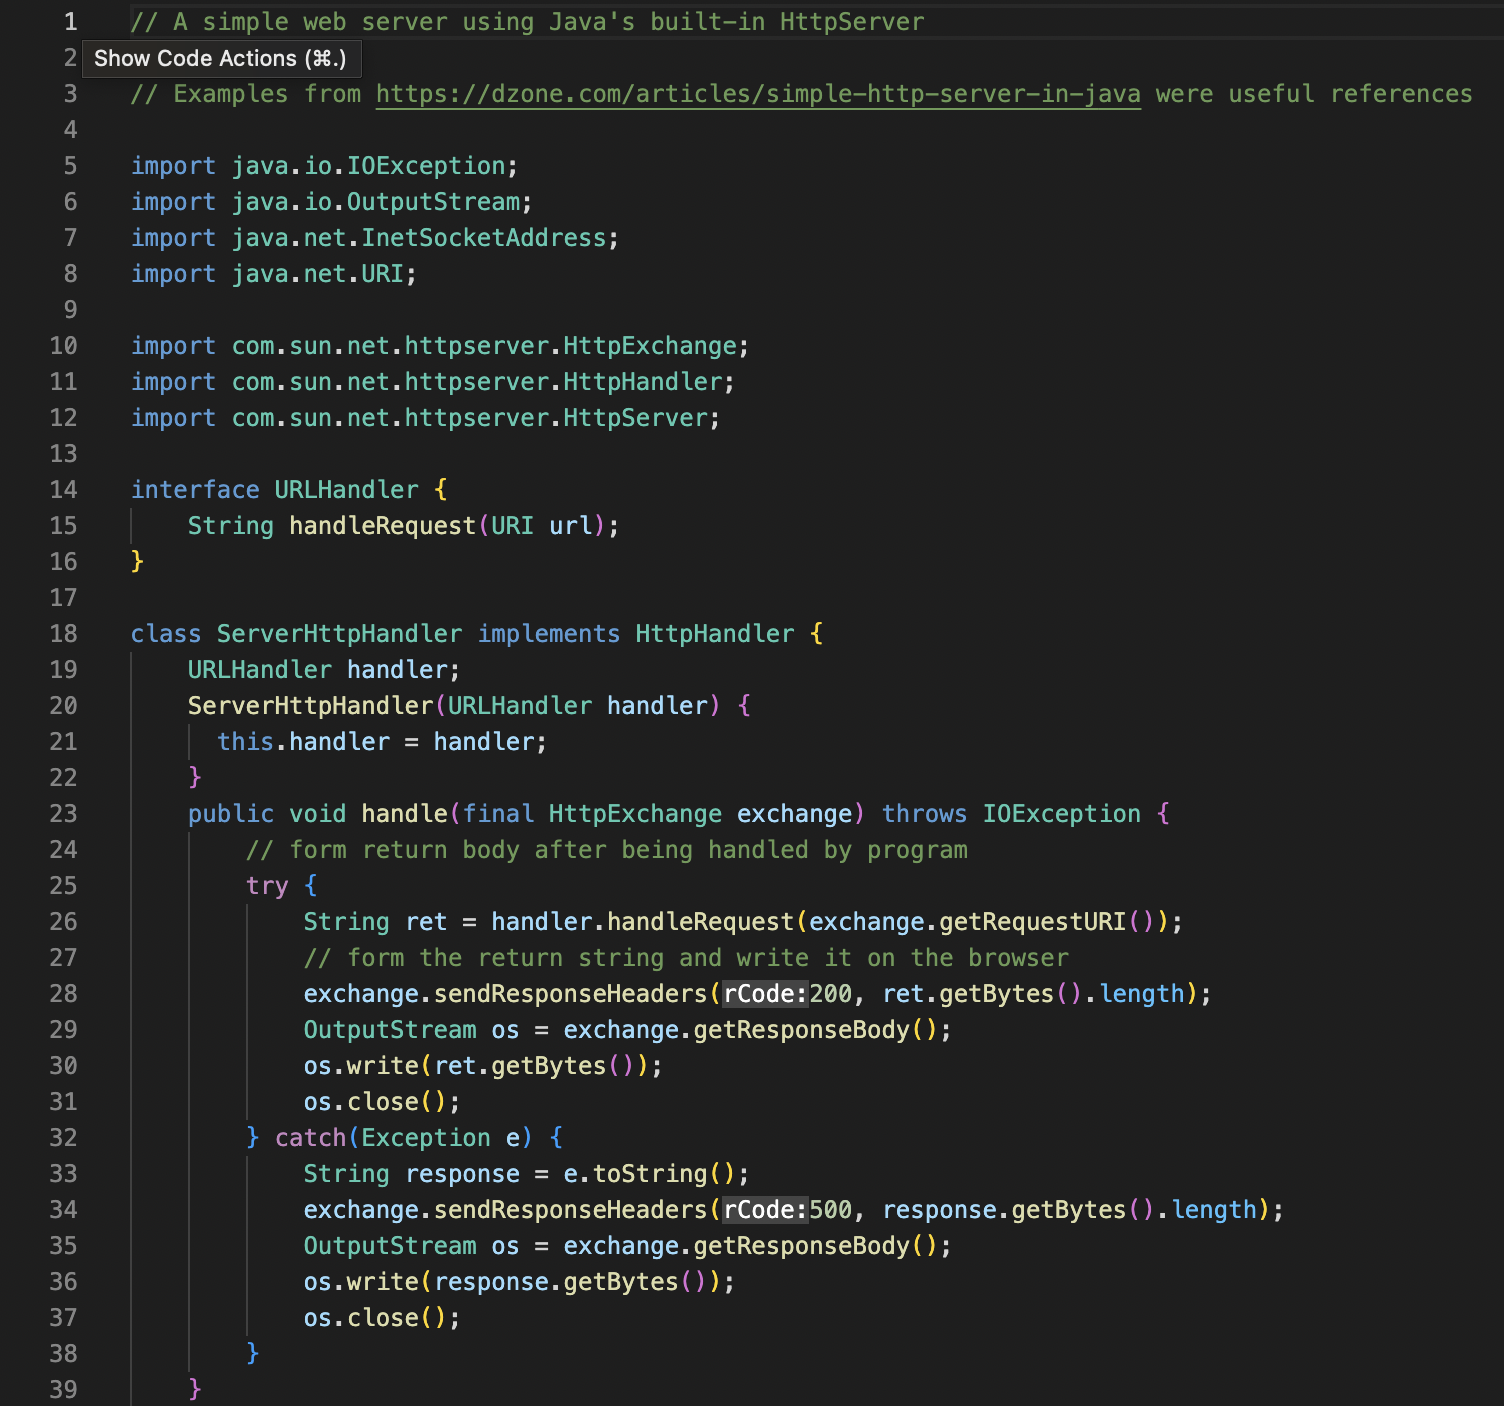 1 // A simple web server using Java's built-in HttpServer
2 Show Code Actions (⌘.)
3 // Examples from https://dzone.com/articles/simple-http-server-in-java were useful references
4
5 import java.io.IOException;
6 import java.io.OutputStream;
7 import java.net.InetSocketAddress;
8 import java.net.URI;
9
10 import com.sun.net.httpserver.HttpExchange;
11 import com.sun.net.httpserver.HttpHandler;
12 import com.sun.net.httpserver.HttpServer;
13
14 interface URLHandler {
15     String handleRequest(URI url);
16 }
17
18 class ServerHttpHandler implements HttpHandler {
19     URLHandler handler;
20     ServerHttpHandler(URLHandler handler) {
21       this.handler = handler;
22     }
23     public void handle(final HttpExchange exchange) throws IOException {
24         // form return body after being handled by program
25         try {
26             String ret = handler.handleRequest(exchange.getRequestURI());
27             // form the return string and write it on the browser
28             exchange.sendResponseHeaders(rCode:200, ret.getBytes().length);
29             OutputStream os = exchange.getResponseBody();
30             os.write(ret.getBytes());
31             os.close();
32         } catch(Exception e) {
33             String response = e.toString();
34             exchange.sendResponseHeaders(rCode:500, response.getBytes().length);
35             OutputStream os = exchange.getResponseBody();
36             os.write(response.getBytes());
37             os.close();
38         }
39     }